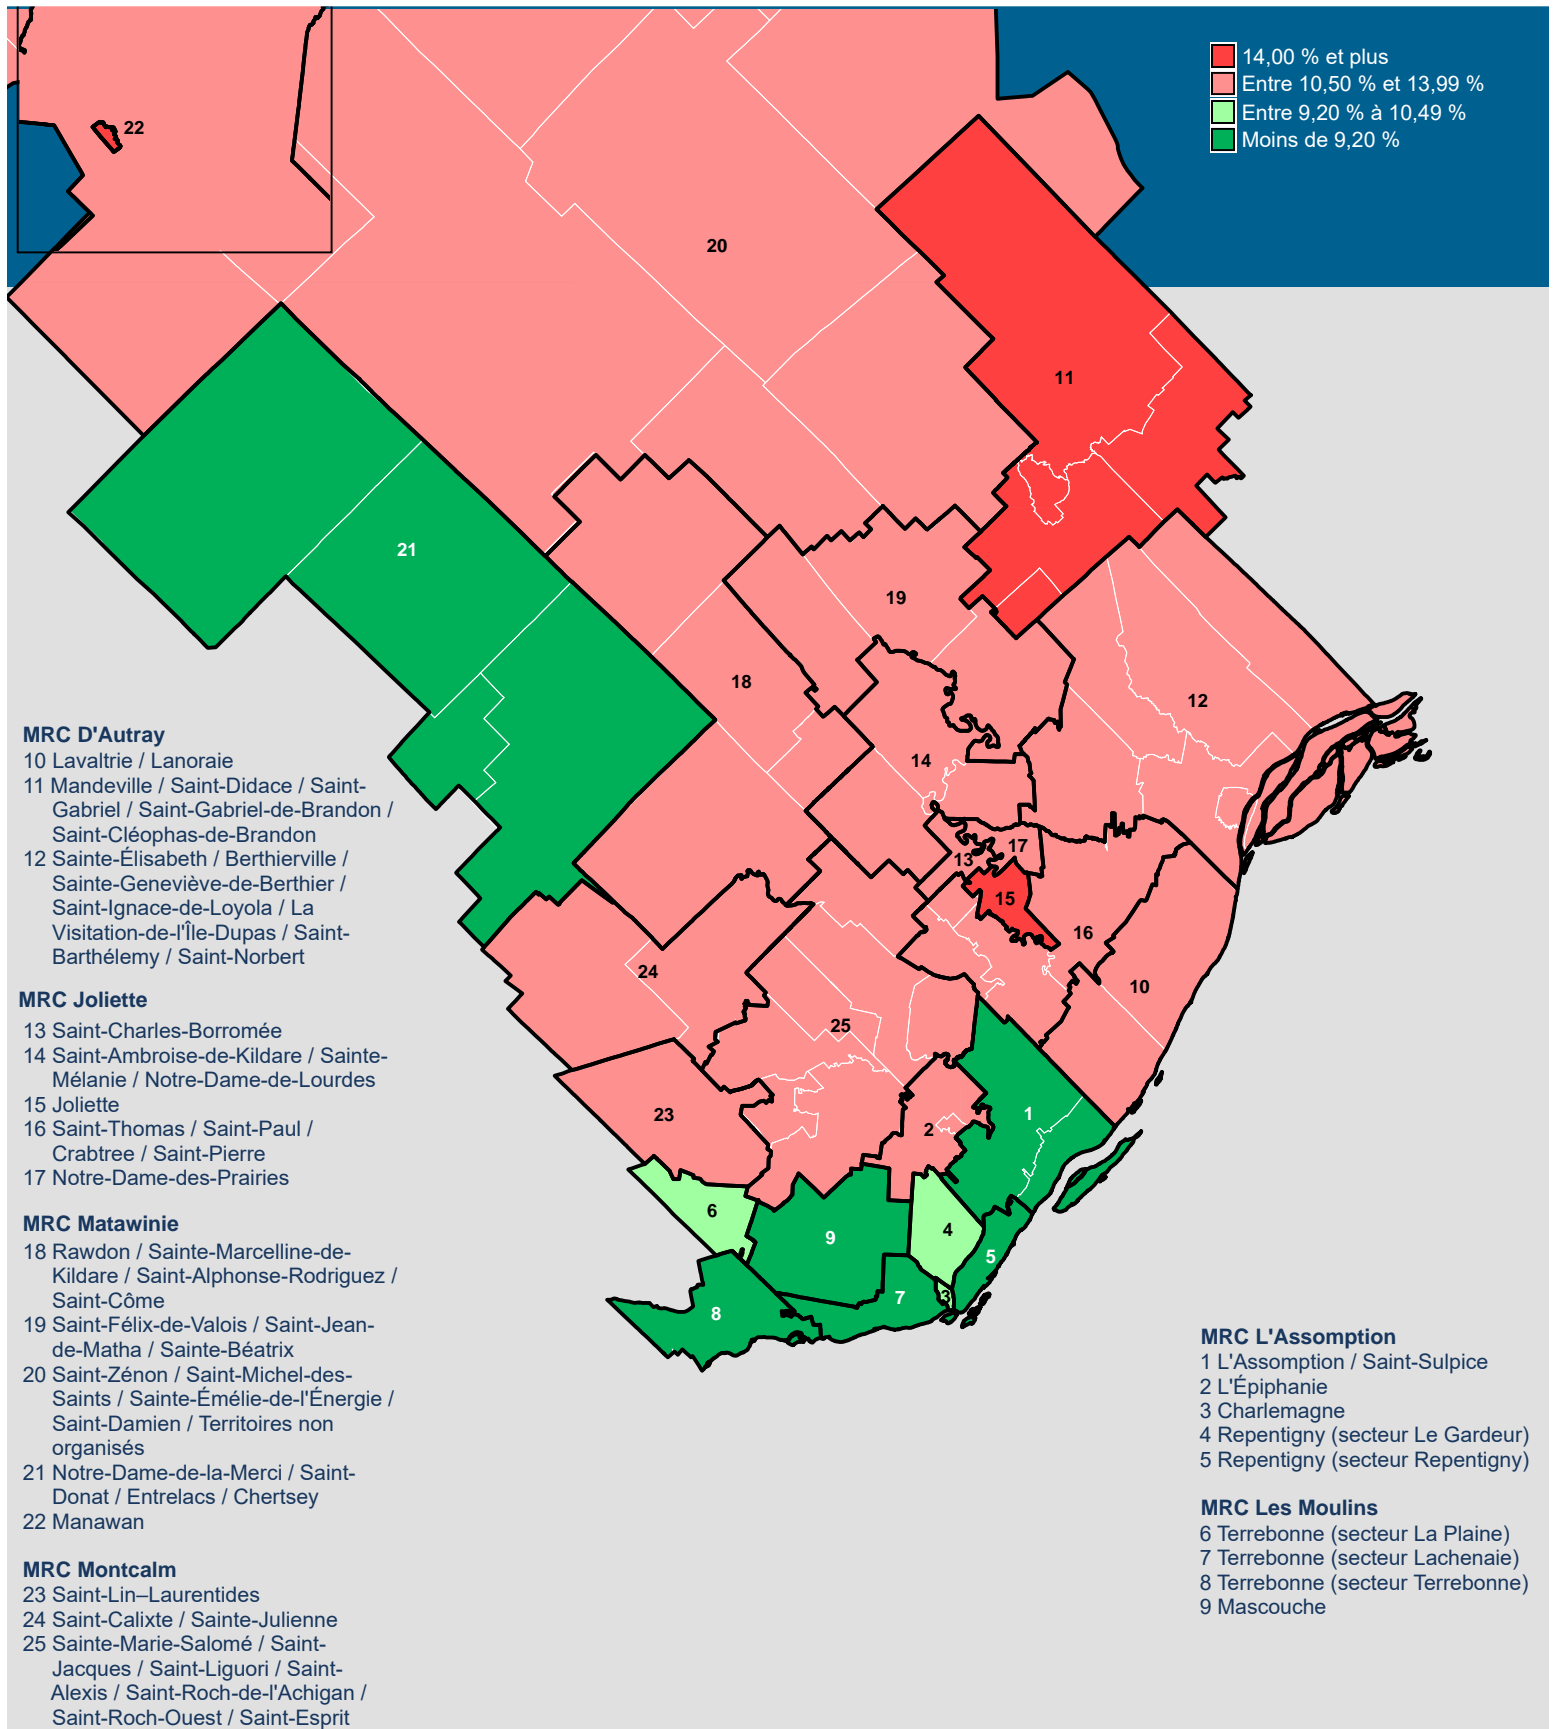 14,00 % et plus
Entre 10,50 % et 13,99 %
Entre 9,20 % à 10,49 %
Moins de 9,20 %
22
20
11
21
19
18
12
14
17
13
15
16
24
10
25
1
23
2
6
4
9
5
3
7
8
MRC D'Autray
10 Lavaltrie / Lanoraie
11 Mandeville / Saint-Didace / Saint-
Gabriel / Saint-Gabriel-de-Brandon /
Saint-Cléophas-de-Brandon
12 Sainte-Élisabeth / Berthierville /
Sainte-Geneviève-de-Berthier /
Saint-Ignace-de-Loyola / La
Visitation-de-l'Île-Dupas / Saint-
Barthélemy / Saint-Norbert
MRC Joliette
13 Saint-Charles-Borromée
14 Saint-Ambroise-de-Kildare / Sainte-
Mélanie / Notre-Dame-de-Lourdes
15 Joliette
16 Saint-Thomas / Saint-Paul /
Crabtree / Saint-Pierre
17 Notre-Dame-des-Prairies
MRC Matawinie
18 Rawdon / Sainte-Marcelline-de-
Kildare / Saint-Alphonse-Rodriguez /
Saint-Côme
19 Saint-Félix-de-Valois / Saint-Jean-
de-Matha / Sainte-Béatrix
20 Saint-Zénon / Saint-Michel-des-
Saints / Sainte-Émélie-de-l'Énergie /
Saint-Damien / Territoires non
organisés
21 Notre-Dame-de-la-Merci / Saint-
Donat / Entrelacs / Chertsey
22 Manawan
MRC Montcalm
23 Saint-Lin–Laurentides
24 Saint-Calixte / Sainte-Julienne
25 Sainte-Marie-Salomé / Saint-
Jacques / Saint-Liguori / Saint-
Alexis / Saint-Roch-de-l'Achigan /
Saint-Roch-Ouest / Saint-Esprit
MRC L'Assomption
1 L'Assomption / Saint-Sulpice
2 L'Épiphanie
3 Charlemagne
4 Repentigny (secteur Le Gardeur)
5 Repentigny (secteur Repentigny)
MRC Les Moulins
6 Terrebonne (secteur La Plaine)
7 Terrebonne (secteur Lachenaie)
8 Terrebonne (secteur Terrebonne)
9 Mascouche